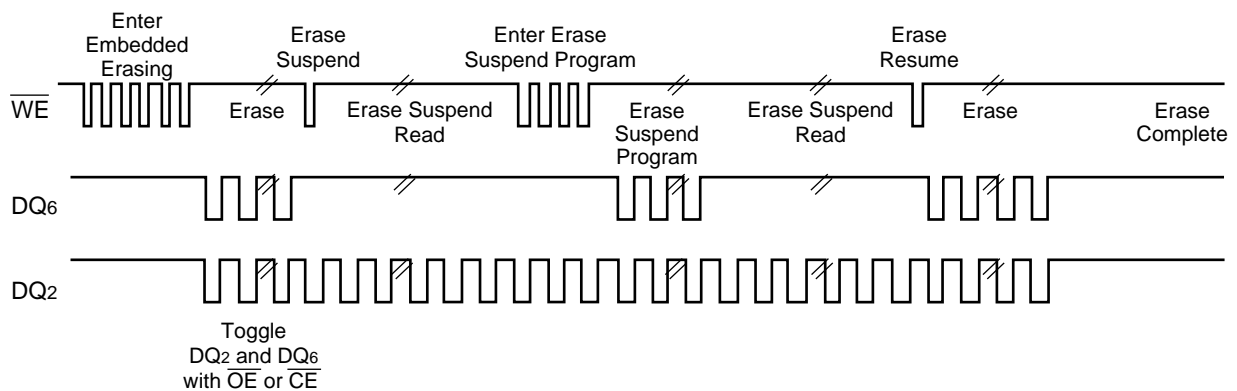 Enter
Embedded
Erasing
Erase
Suspend
Enter Erase
Suspend Program
Erase
Resume
WE
Erase
Erase Suspend
Read
Erase
Suspend
Program
Erase Suspend
Read
Erase
Erase
Complete
DQ6
DQ2
Toggle
DQ2 and DQ6
with OE or CE